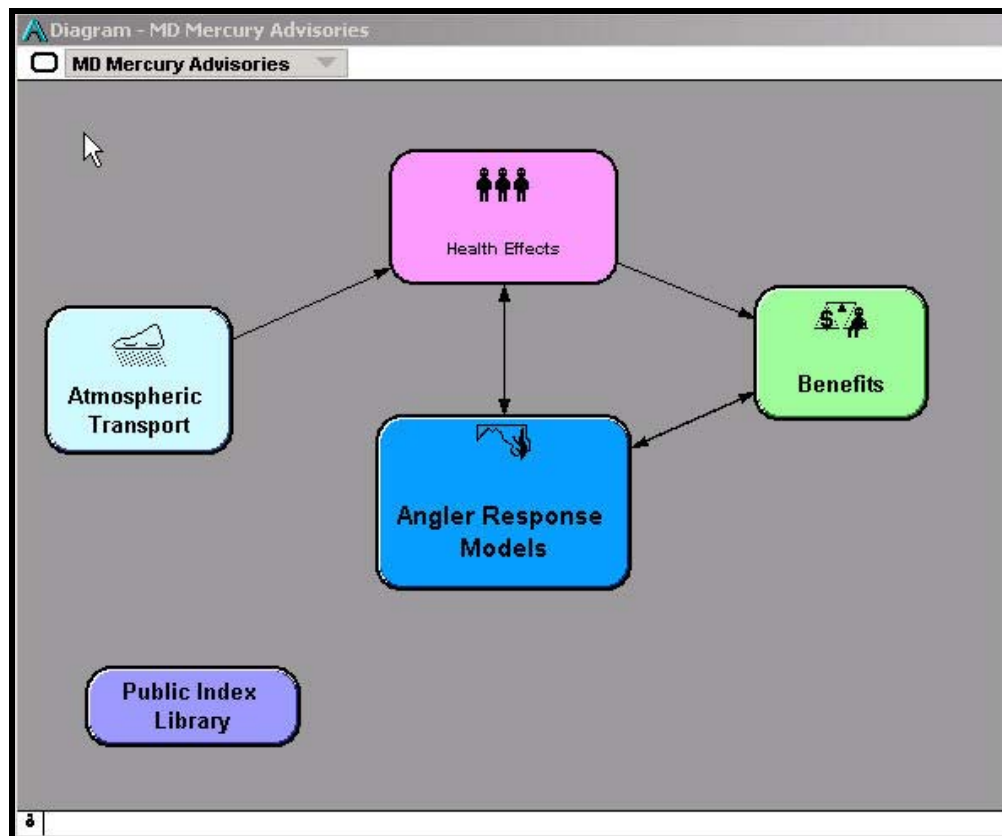 Diagram - MD Mercury Advisories
MD Mercury Advisories
Health Effects
Atmospheric
Transport
$
Benefits
Angler Response
Models
Public Index
Library